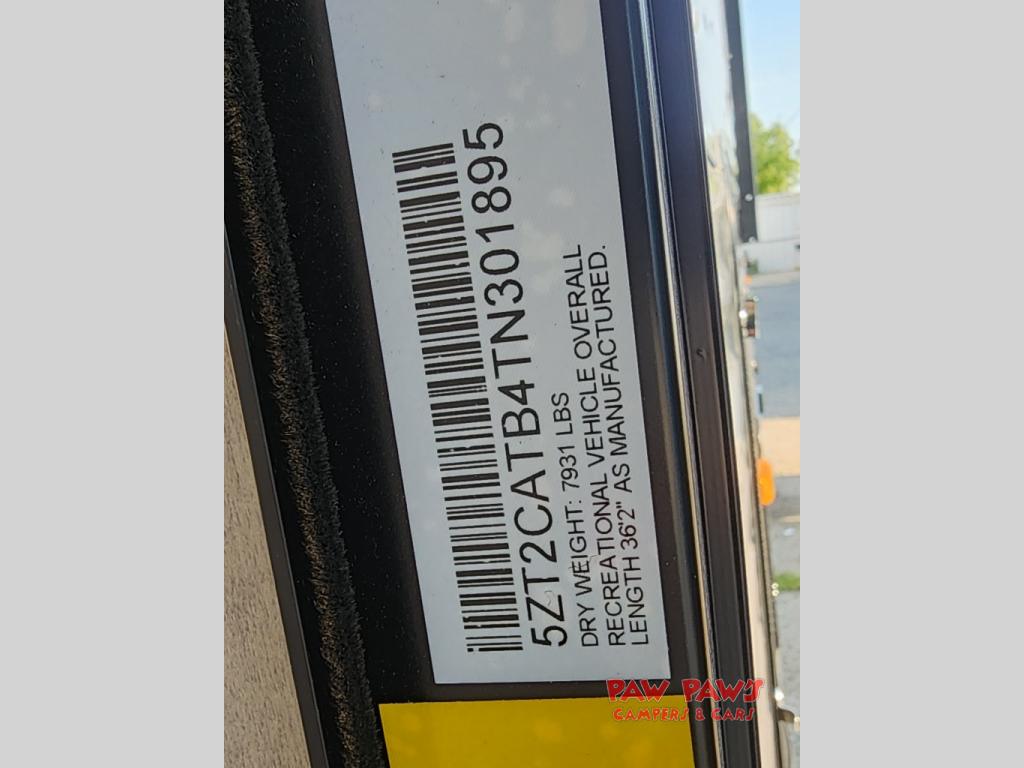 5ZT2CATB4TN301895
DRY WEIGHT: 7931 LBS
RECREATIONAL VEHICLE OVERALL
LENGTH 36'2" AS MANUFACTURED.
PAW PAW'S
CAMPERS & CARS